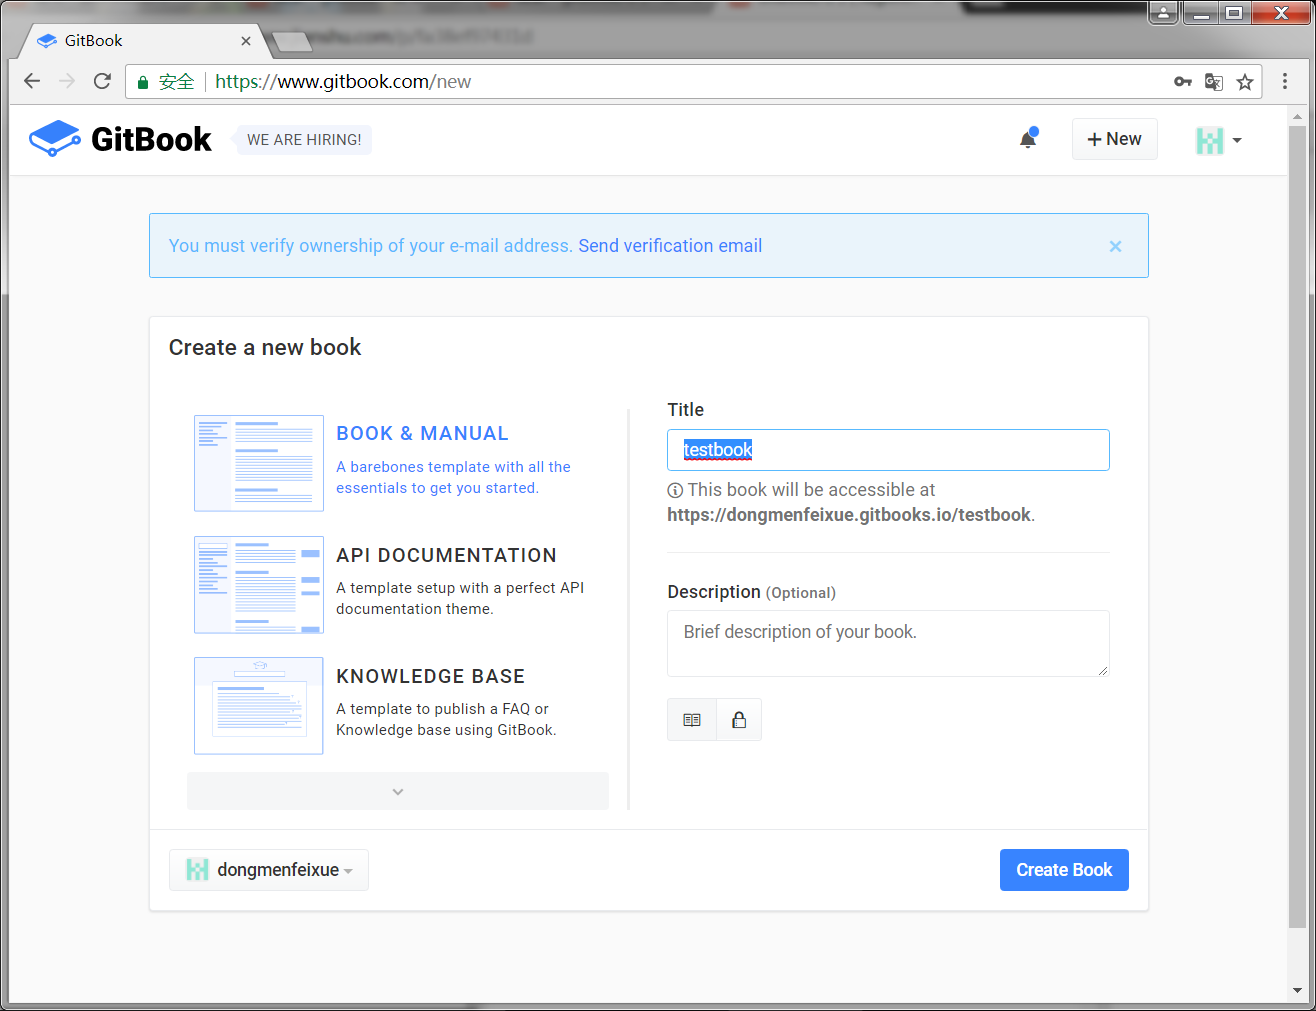 GitBook
安全 https://www.gitbook.com/new
GitBook WE ARE HIRING! New
You must verify ownership of your e-mail address. Send verification email
Create a new book
BOOK & MANUAL
A barebones template with all the
essentials to get you started.
API DOCUMENTATION
A template setup with a perfect API
documentation theme.
KNOWLEDGE BASE
A template to publish a FAQ or
Knowledge base using GitBook.
Title
testbook
This book will be accessible at
https://dongmenfeixue.gitbooks.io/testbook.
Description (Optional)
Brief description of your book.
dongmenfeixue
Create Book